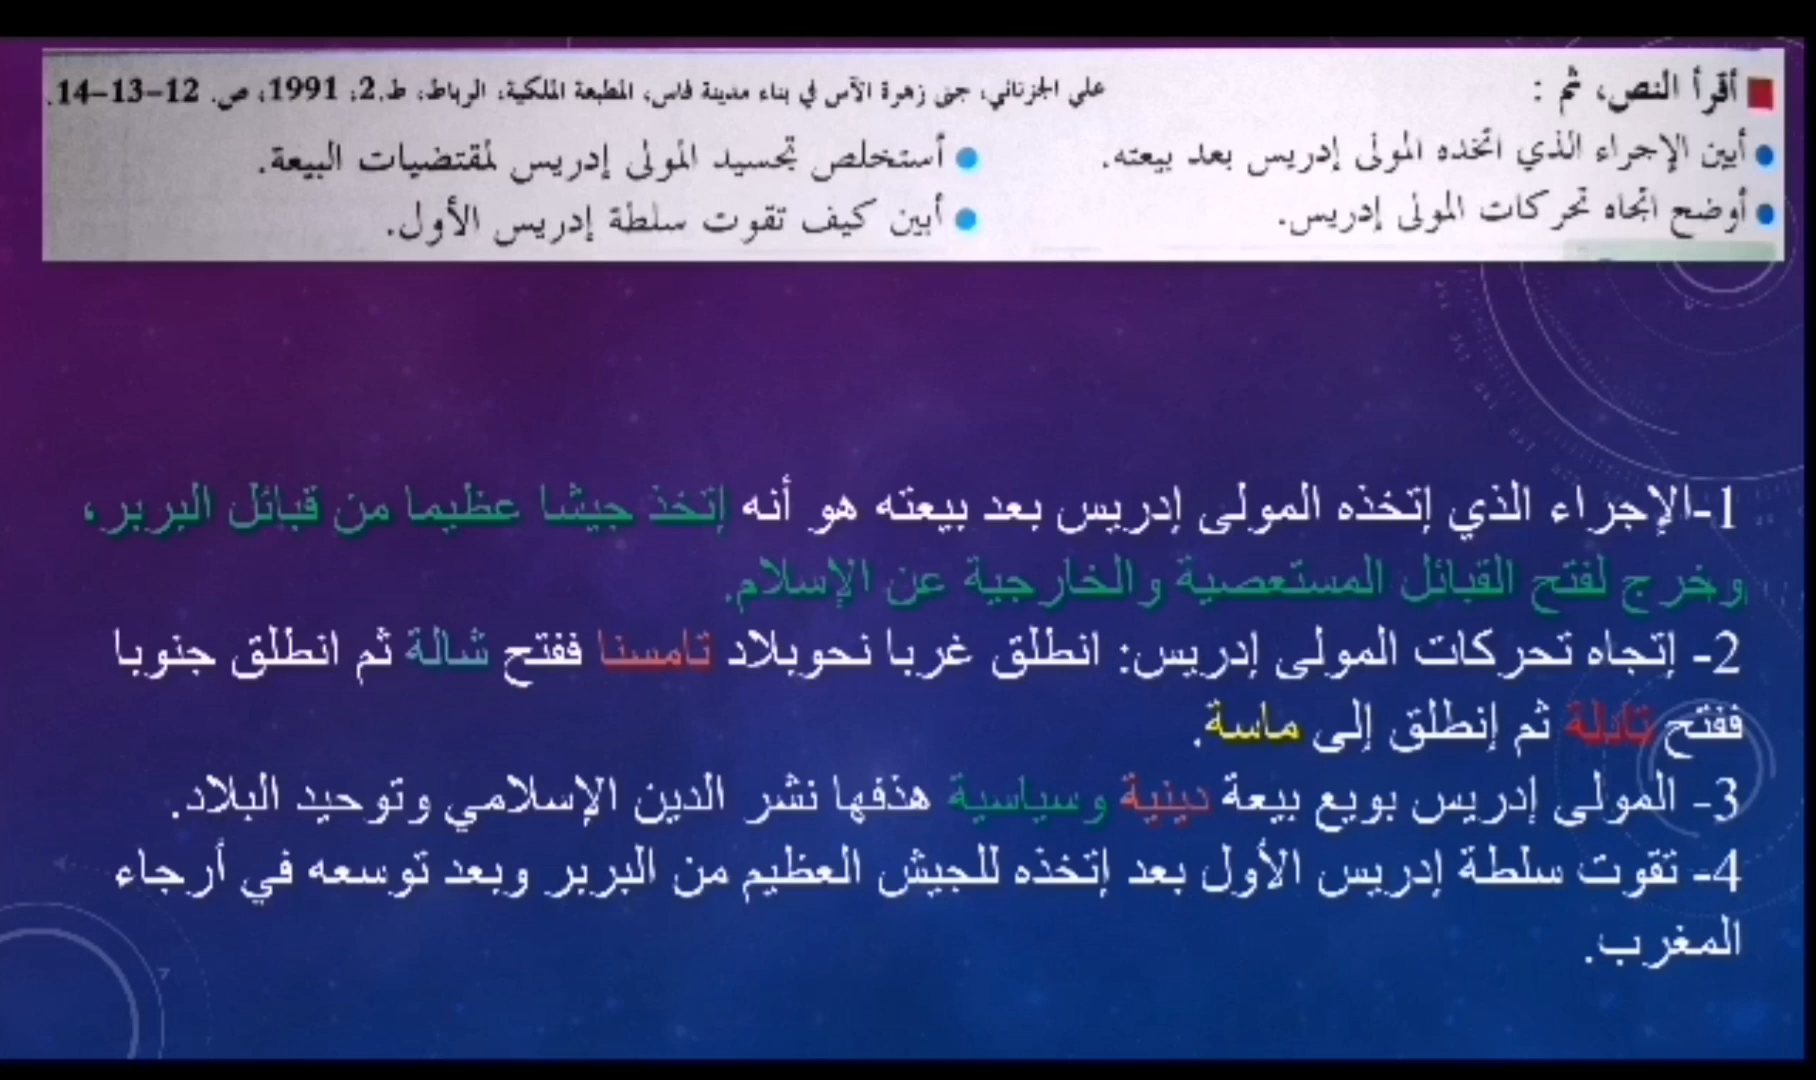 علي الجزنائي، جنى زهرة الآس في بناء مدينة فاس، المطبعة الملكية، الرباط، ط.2، 1991، ص. 12–13–14.
أقرأ النص، ثم :
أبين الإجراء الذي اتخذه المولى إدريس بعد بيعته.
أوضح اتجاه تحركات المولى إدريس.
أستخلص تجسيد المولى إدريس لمقتضيات البيعة.
أبين كيف تقوت سلطة إدريس الأول.
1-الإجراء الذي إتخذه المولى إدريس بعد بيعته هو أنه إتخذ جيشا عظيما من قبائل البربر،
وخرج لفتح القبائل المستعصية والخارجية عن الإسلام.
2- إتجاه تحركات المولى إدريس: انطلق غربا نحوبلاد تامسنا ففتح شالة ثم انطلق جنوبا
ففتح تادلة ثم إنطلق إلى ماسة.
3- المولى إدريس بويع بيعة دينية وسياسية هذفها نشر الدين الإسلامي وتوحيد البلاد.
4- تقوت سلطة إدريس الأول بعد إتخذه للجيش العظيم من البربر وبعد توسعه في أرجاء
المغرب.